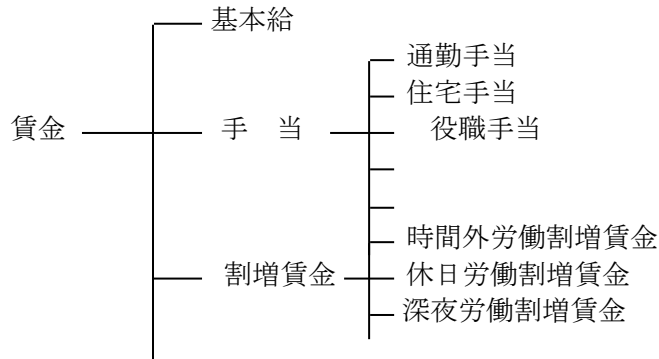 基本給
通勤手当
住宅手当
賃金 手 当 役職手当
時間外労働割増賃金
割増賃金 休日労働割増賃金
深夜労働割増賃金